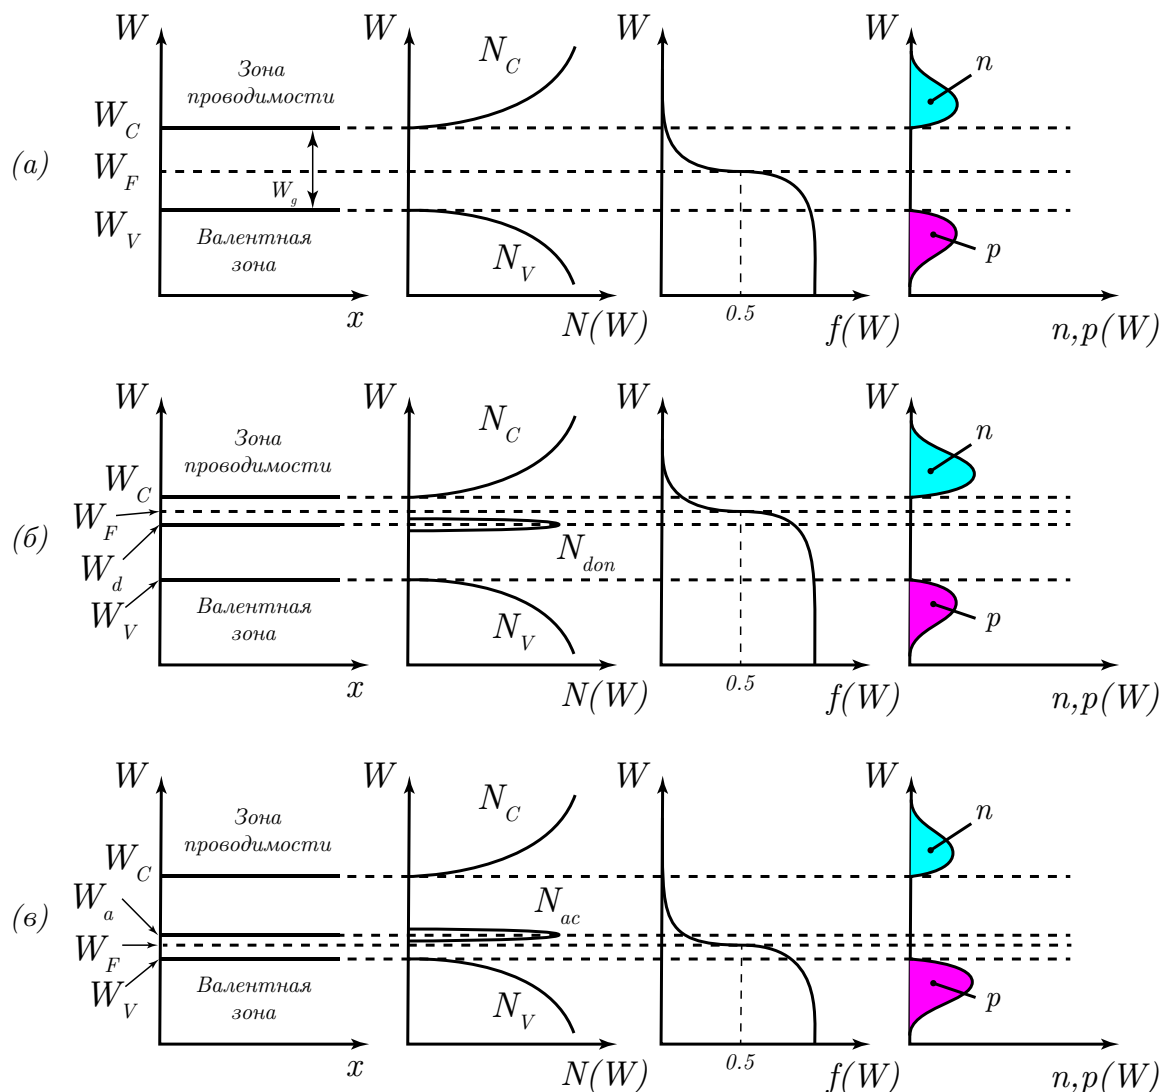 W
W
W
W
Зона
проводимости
N_C
n
W_C
(а)
W_F
W_g
W_V
Валентная
зона
N_V
p
x
N(W)
0.5
f(W)
n,p(W)
W
W
W
W
Зона
проводимости
N_C
n
W_C
W_F
(б)
N_don
W_d
W_V
Валентная
зона
N_V
p
x
N(W)
0.5
f(W)
n,p(W)
W
W
W
W
Зона
проводимости
N_C
n
W_C
W_a
N_ac
(в)
W_F
W_V
Валентная
зона
N_V
p
x
N(W)
0.5
f(W)
n,p(W)